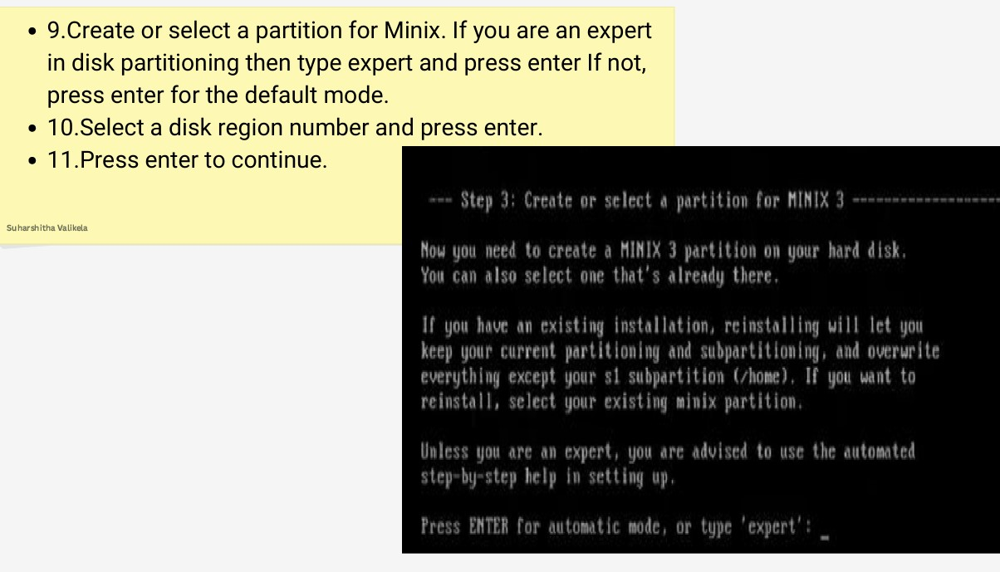 • 9.Create or select a partition for Minix. If you are an expert
in disk partitioning then type expert and press enter If not,
press enter for the default mode.
• 10.Select a disk region number and press enter.
• 11.Press enter to continue.
Suharshitha Valikela
--- Step 3: Create or select a partition for MINIX 3 -------------------
Now you need to create a MINIX 3 partition on your hard disk.
You can also select one that's already there.
If you have an existing installation, reinstalling will let you
keep your current partitioning and subpartitioning, and overwrite
everything except your s1 subpartition (/home). If you want to
reinstall, select your existing minix partition.
Unless you are an expert, you are advised to use the automated
step-by-step help in setting up.
Press ENTER for automatic mode, or type 'expert': _